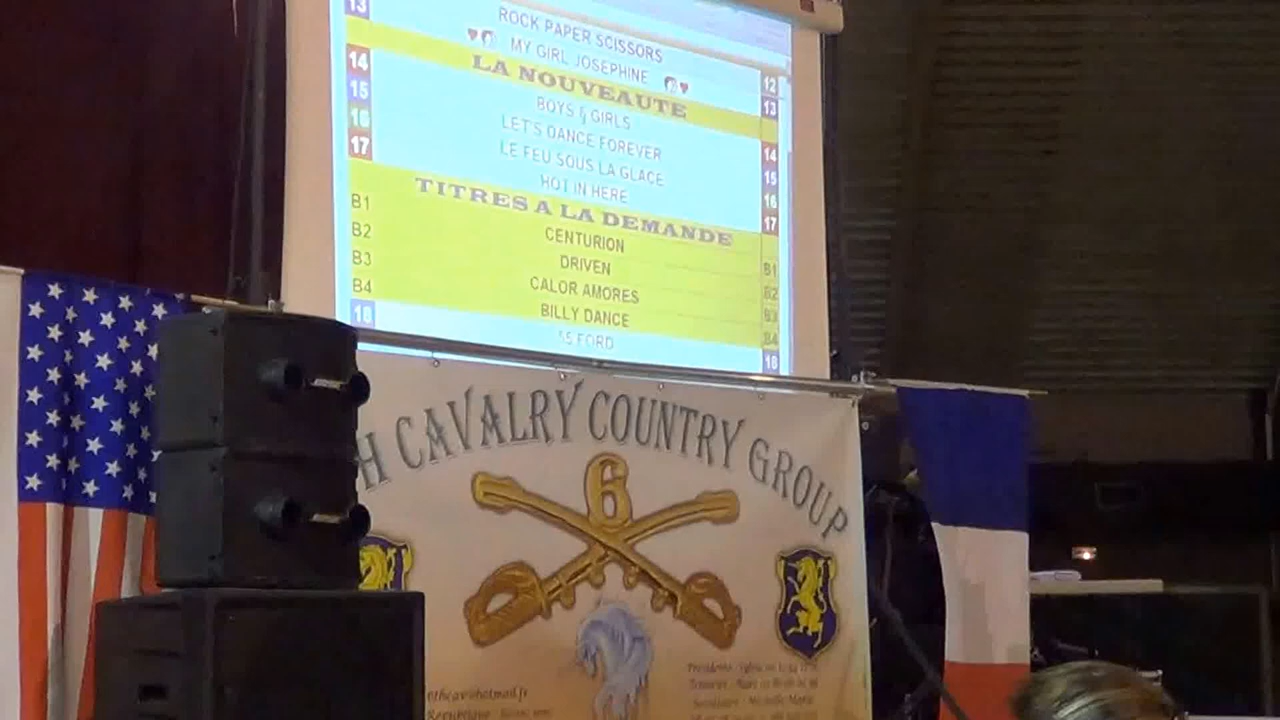 13 ROCK PAPER SCISSORS
MY GIRL JOSEPHINE 12
14 LA NOUVEAUTE 13
15 BOYS & GIRLS
16 LET'S DANCE FOREVER 14
17 LE FEU SOUS LA GLACE 15
HOT IN HERE 16
TITRES A LA DEMANDE 17
B1 CENTURION
B2 DRIVEN B1
B3 CALOR AMORES B2
B4 BILLY DANCE B3
18 55 FORD B4
18
H CAVALRY COUNTRY GROUP
6